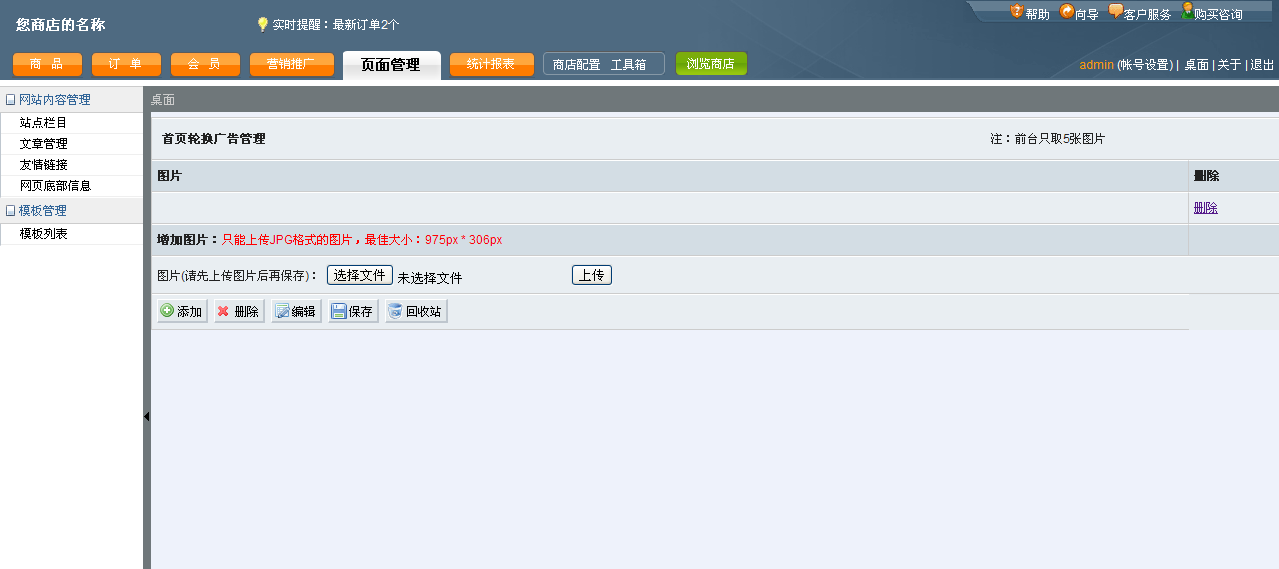 帮助 向导 客户服务 购买咨询
您商店的名称 实时提醒：最新订单2个
商 品 订 单 会 员 营销推广 页面管理 统计报表 商店配置 工具箱 浏览商店 admin (帐号设置) | 桌面 | 关于 | 退出
网站内容管理
站点栏目
文章管理
友情链接
网页底部信息
模板管理
模板列表
桌面
首页轮换广告管理 注：前台只取5张图片
图片 删除
删除
增加图片：只能上传JPG格式的图片，最佳大小：975px * 306px
图片(请先上传图片后再保存)： 选择文件 未选择文件 上传
添加 删除 编辑 保存 回收站